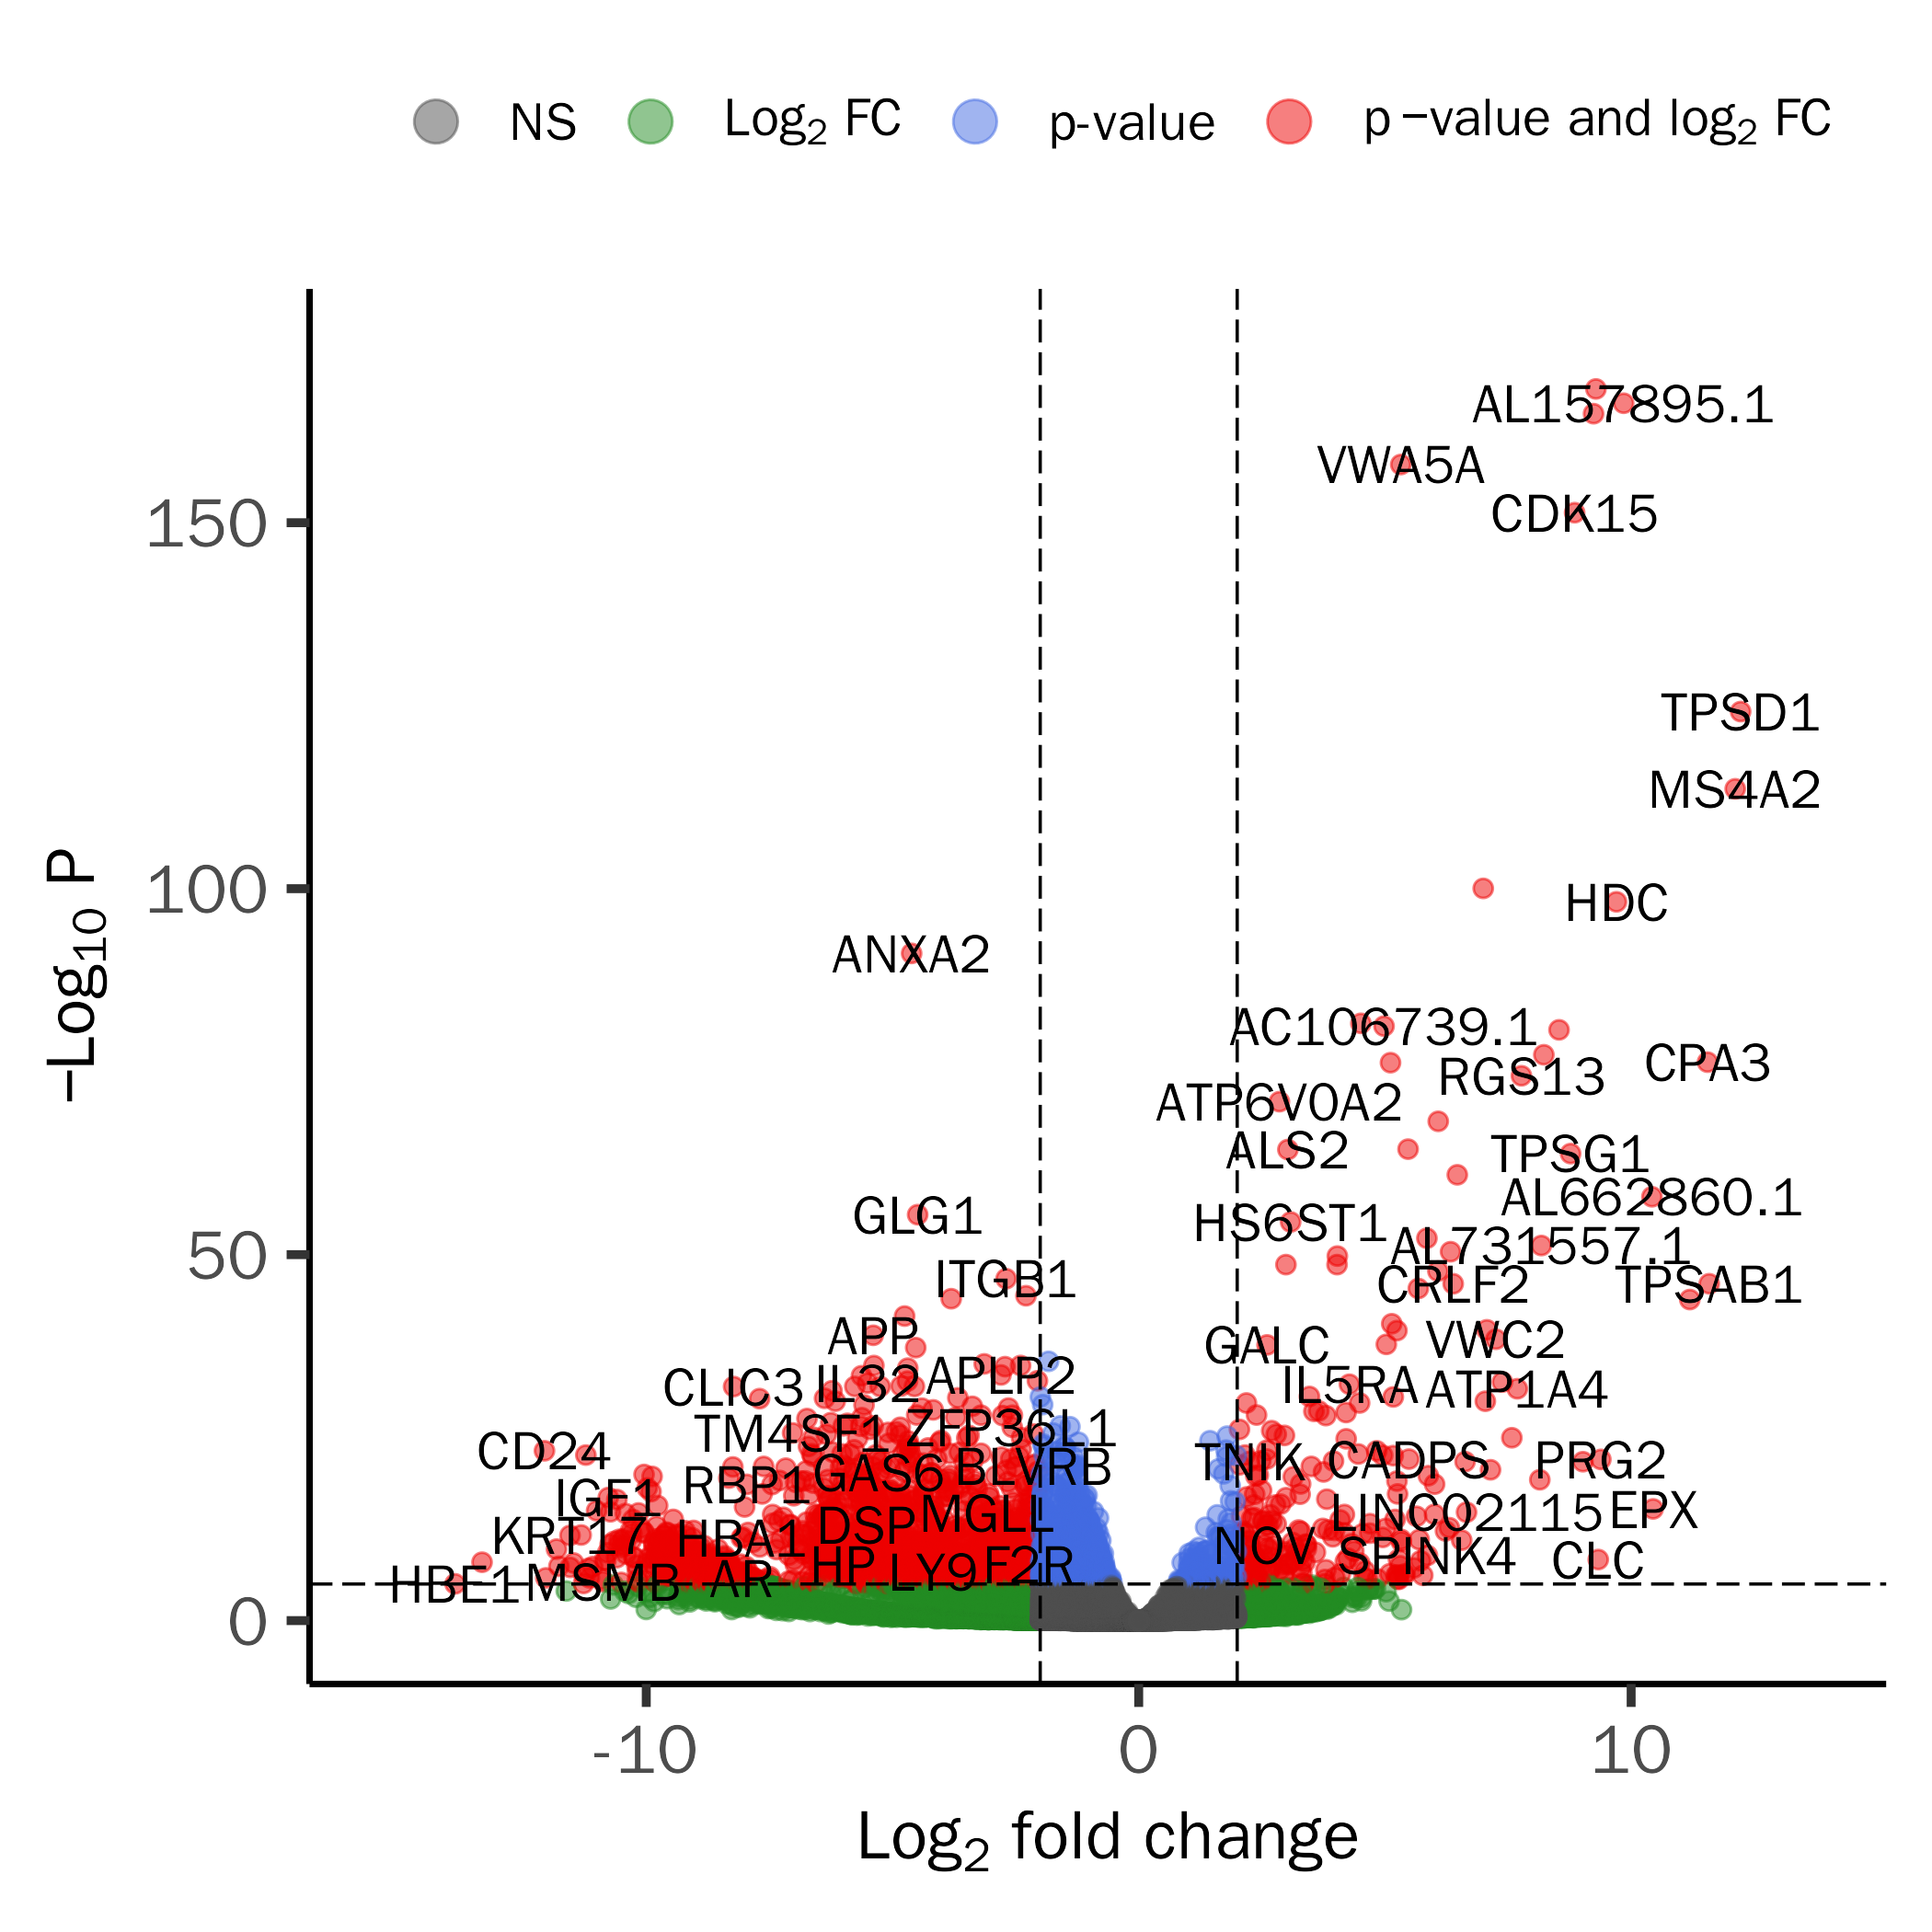 NS Log2 FC p-value p −value and log2 FC
AL157895.1
VWA5A
150
CDK15
TPSD1
MS4A2
100
HDC
−Log10 P
ANXA2
AC106739.1
CPA3
RGS13
ATP6V0A2
ALS2
TPSG1
AL662860.1
GLG1
HS6ST1
50
AL731557.1
ITGB1
CRLF2
TPSAB1
APP
GALC
VWC2
CLIC3
IL32
APLP2
IL5RA
ATP1A4
TM4SF1
ZFP36L1
CD24
GAS6
BLVRB
TNIK
CADPS
PRG2
RBP1
IGF1
MGLL
LINC02115
EPX
KRT17
HBA1
DSP
NOV
SPINK4
CLC
HBE1
MSMB
AR
HP
LY9
F2R
0
-10
0
10
Log2 fold change